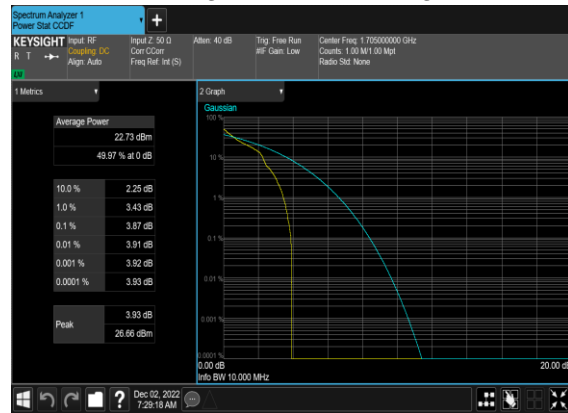 Spectrum Analyzer 1
Power Stat CCDF
KEYSIGHT
R T
LXI
Input: RF
Coupling: DC
Align: Auto
Input Z: 50 Ω
Corr CCorr
Freq Ref: Int (S)
Atten: 40 dB
Trig: Free Run
#IF Gain: Low
Center Freq: 1.705000000 GHz
Counts: 1.00 M/1.00 Mpt
Radio Std: None
1 Metrics
Average Power
22.73 dBm
49.97 % at 0 dB
10.0 % 2.25 dB
1.0 % 3.43 dB
0.1 % 3.87 dB
0.01 % 3.91 dB
0.001 % 3.92 dB
0.0001 % 3.93 dB
Peak
3.93 dB
26.66 dBm
2 Graph
Gaussian
100 %
10 %
1 %
0.1 %
0.01 %
0.001 %
0.0001 %
0.00 dB
20.00 dB
Info BW 10.000 MHz
?
Dec 02, 2022
7:29:18 AM